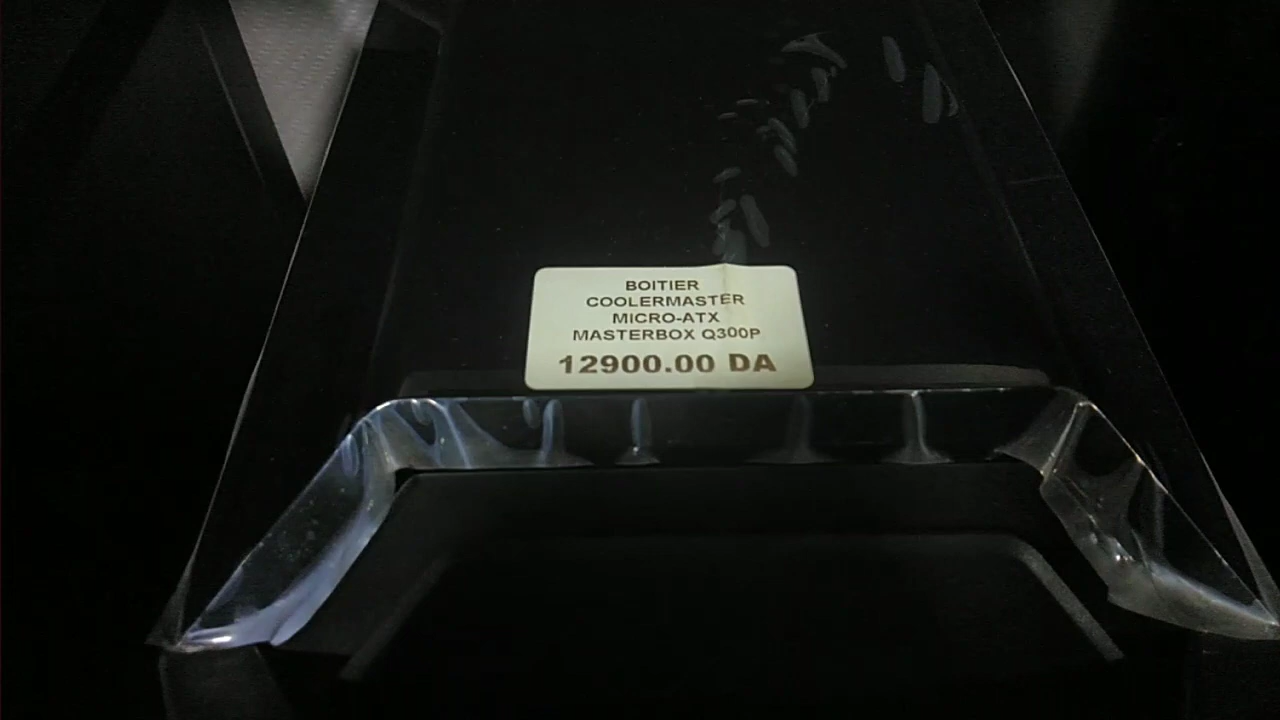 BOITIER
COOLERMASTER
MICRO-ATX
MASTERBOX Q300P
12900.00 DA